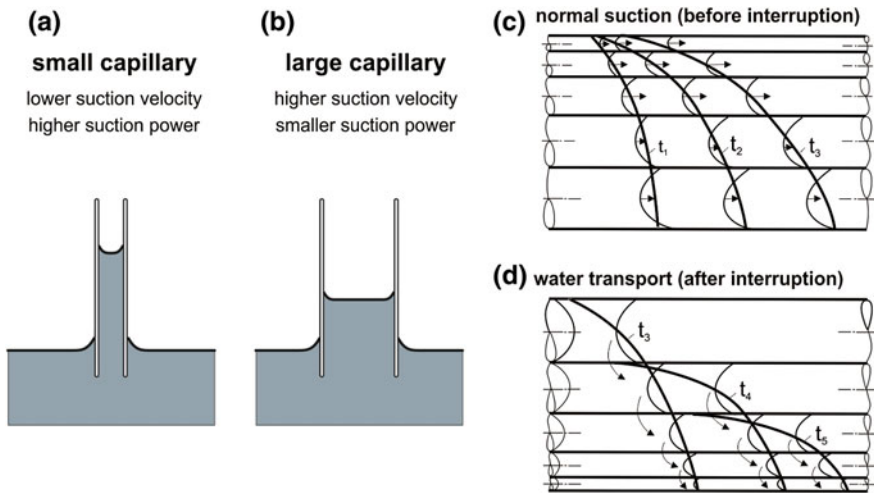 (a)
small capillary
lower suction velocity
higher suction power
(b)
large capillary
higher suction velocity
smaller suction power
(c) normal suction (before interruption)
t₁
t₂
t₃
(d) water transport (after interruption)
t₃
t₄
t₅